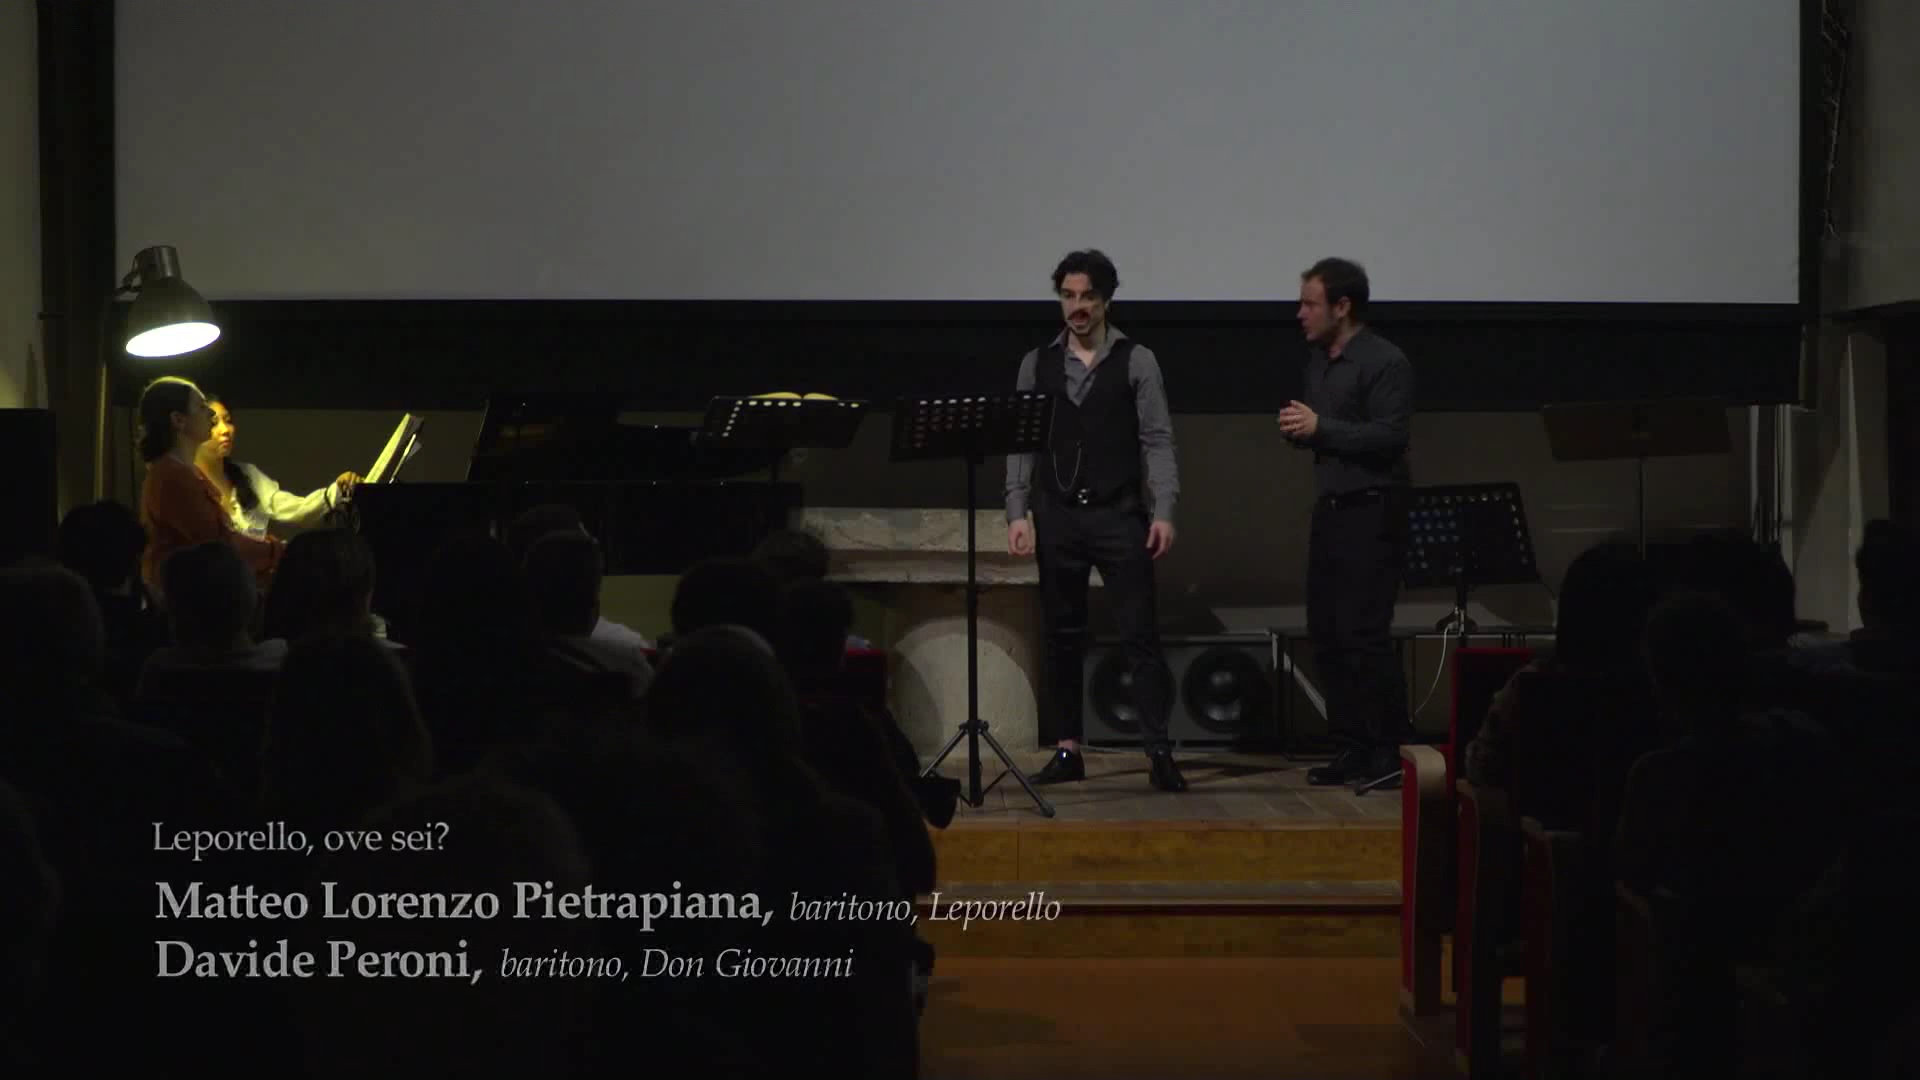 Leporello, ove sei?
Matteo Lorenzo Pietrapiana, baritono, Leporello
Davide Peroni, baritono, Don Giovanni